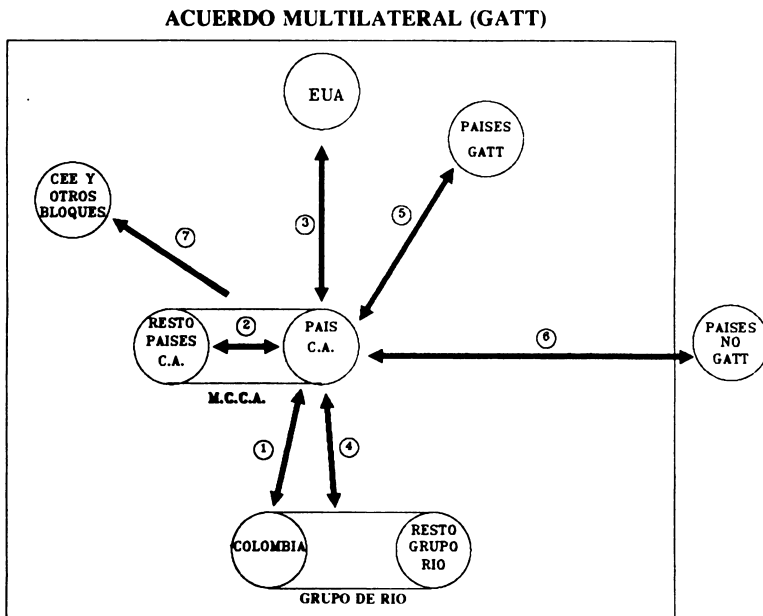 ACUERDO MULTILATERAL (GATT)
EUA
PAISES
GATT
CEE Y
OTROS
BLOQUES
7
3
5
RESTO
PAISES
C.A.
2
PAIS
C.A.
6
PAISES
NO
GATT
M.C.C.A.
1
4
COLOMBIA
RESTO
GRUPO
RIO
GRUPO DE RIO